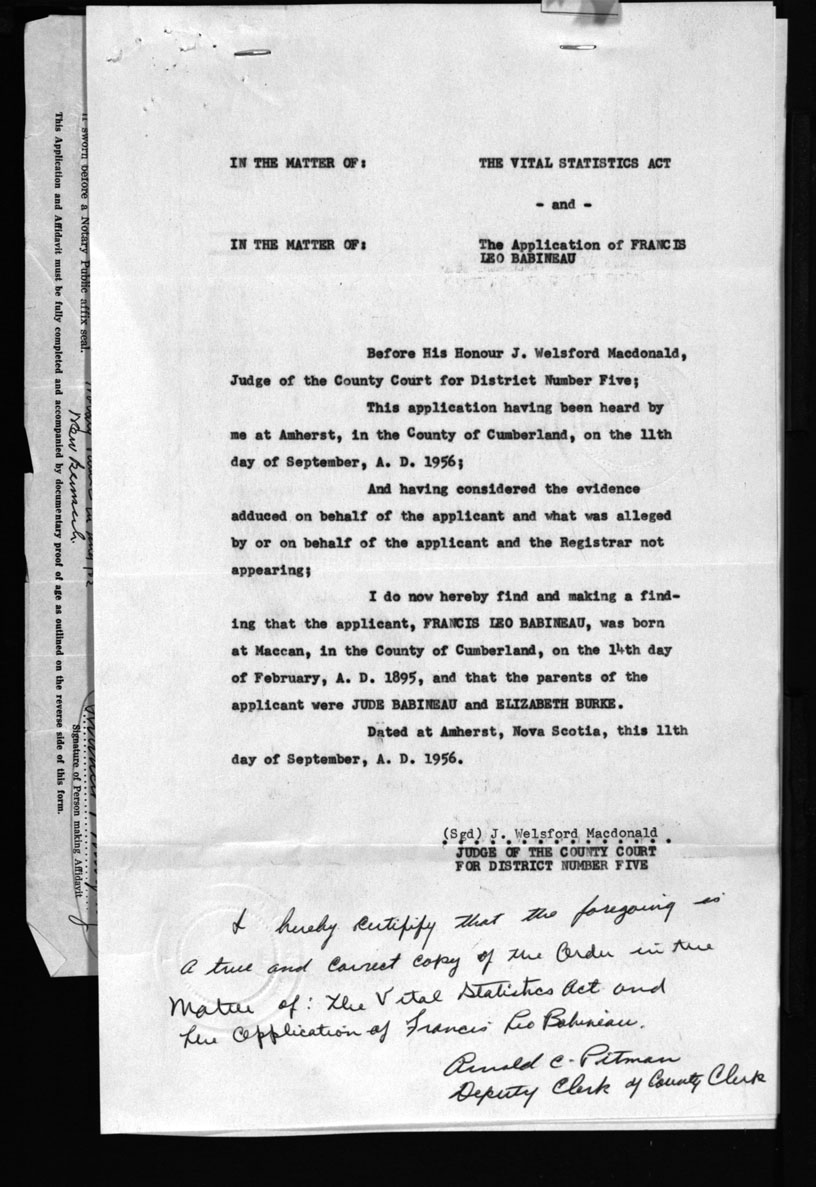 IN THE MATTER OF: THE VITAL STATISTICS ACT
- and -
IN THE MATTER OF: The Application of FRANCIS
LEO BABINEAU
Before His Honour J. Welsford Macdonald,
Judge of the County Court for District Number Five;
This application having been heard by
me at Amherst, in the County of Cumberland, on the 11th
day of September, A. D. 1956;
And having considered the evidence
adduced on behalf of the applicant and what was alleged
by or on behalf of the applicant and the Registrar not
appearing;
I do now hereby find and making a find-
ing that the applicant, FRANCIS LEO BABINEAU, was born
at Maccan, in the County of Cumberland, on the 14th day
of February, A. D. 1895, and that the parents of the
applicant were JUDE BABINEAU and ELIZABETH BURKE.
Dated at Amherst, Nova Scotia, this 11th
day of September, A. D. 1956.
(Sgd) J. Welsford Macdonald
JUDGE OF THE COUNTY COURT
FOR DISTRICT NUMBER FIVE
I hereby certify that the foregoing is
a true and correct copy of the Order in the
Matter of: The Vital Statistics Act and
the Application of Francis Leo Babineau.
Arnold C. Pitman
Deputy Clerk of County Clerk
If sworn before a Notary Public affix seal.
This Application and Affidavit must be fully completed and accompanied by documentary proof of age as outlined on the reverse side of this form.
New Brunswick.
Signature of Person making Affidavit